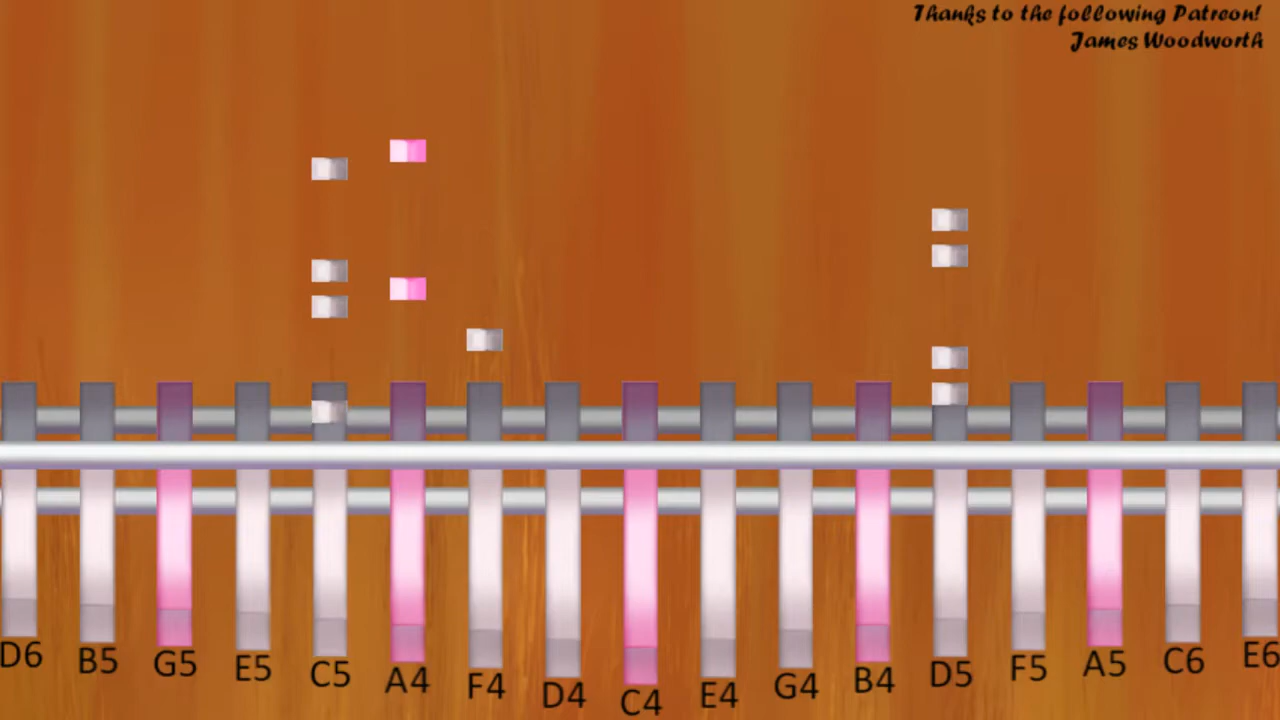 Thanks to the following Patreon!
James Woodworth
D6 B5 G5 E5 C5 A4 F4 D4 C4 E4 G4 B4 D5 F5 A5 C6 E6